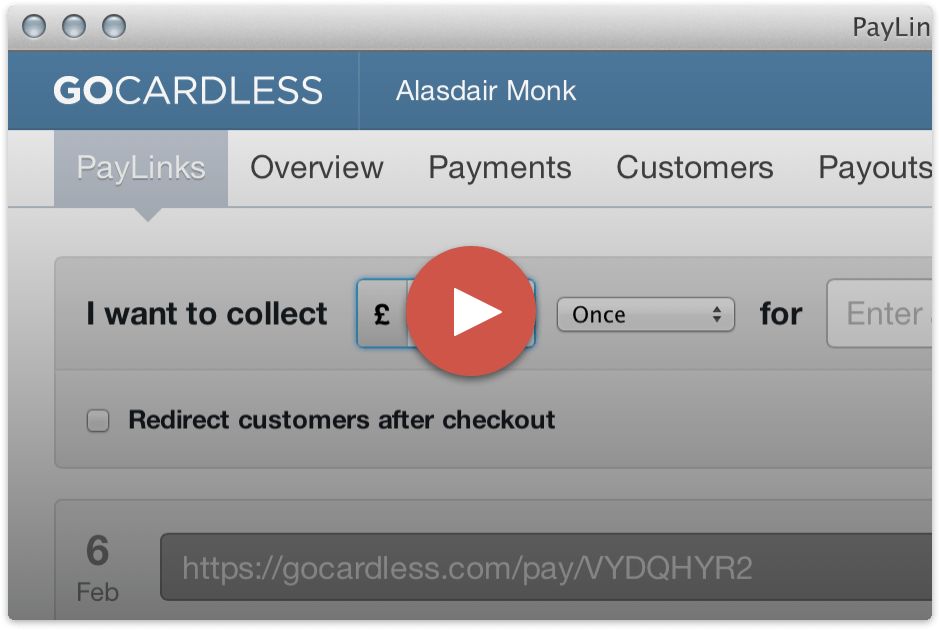 PayLin
GOCARDLESS Alasdair Monk
PayLinks Overview Payments Customers Payouts
I want to collect £ Once for Enter
Redirect customers after checkout
6
Feb
https://gocardless.com/pay/VYDQHYR2